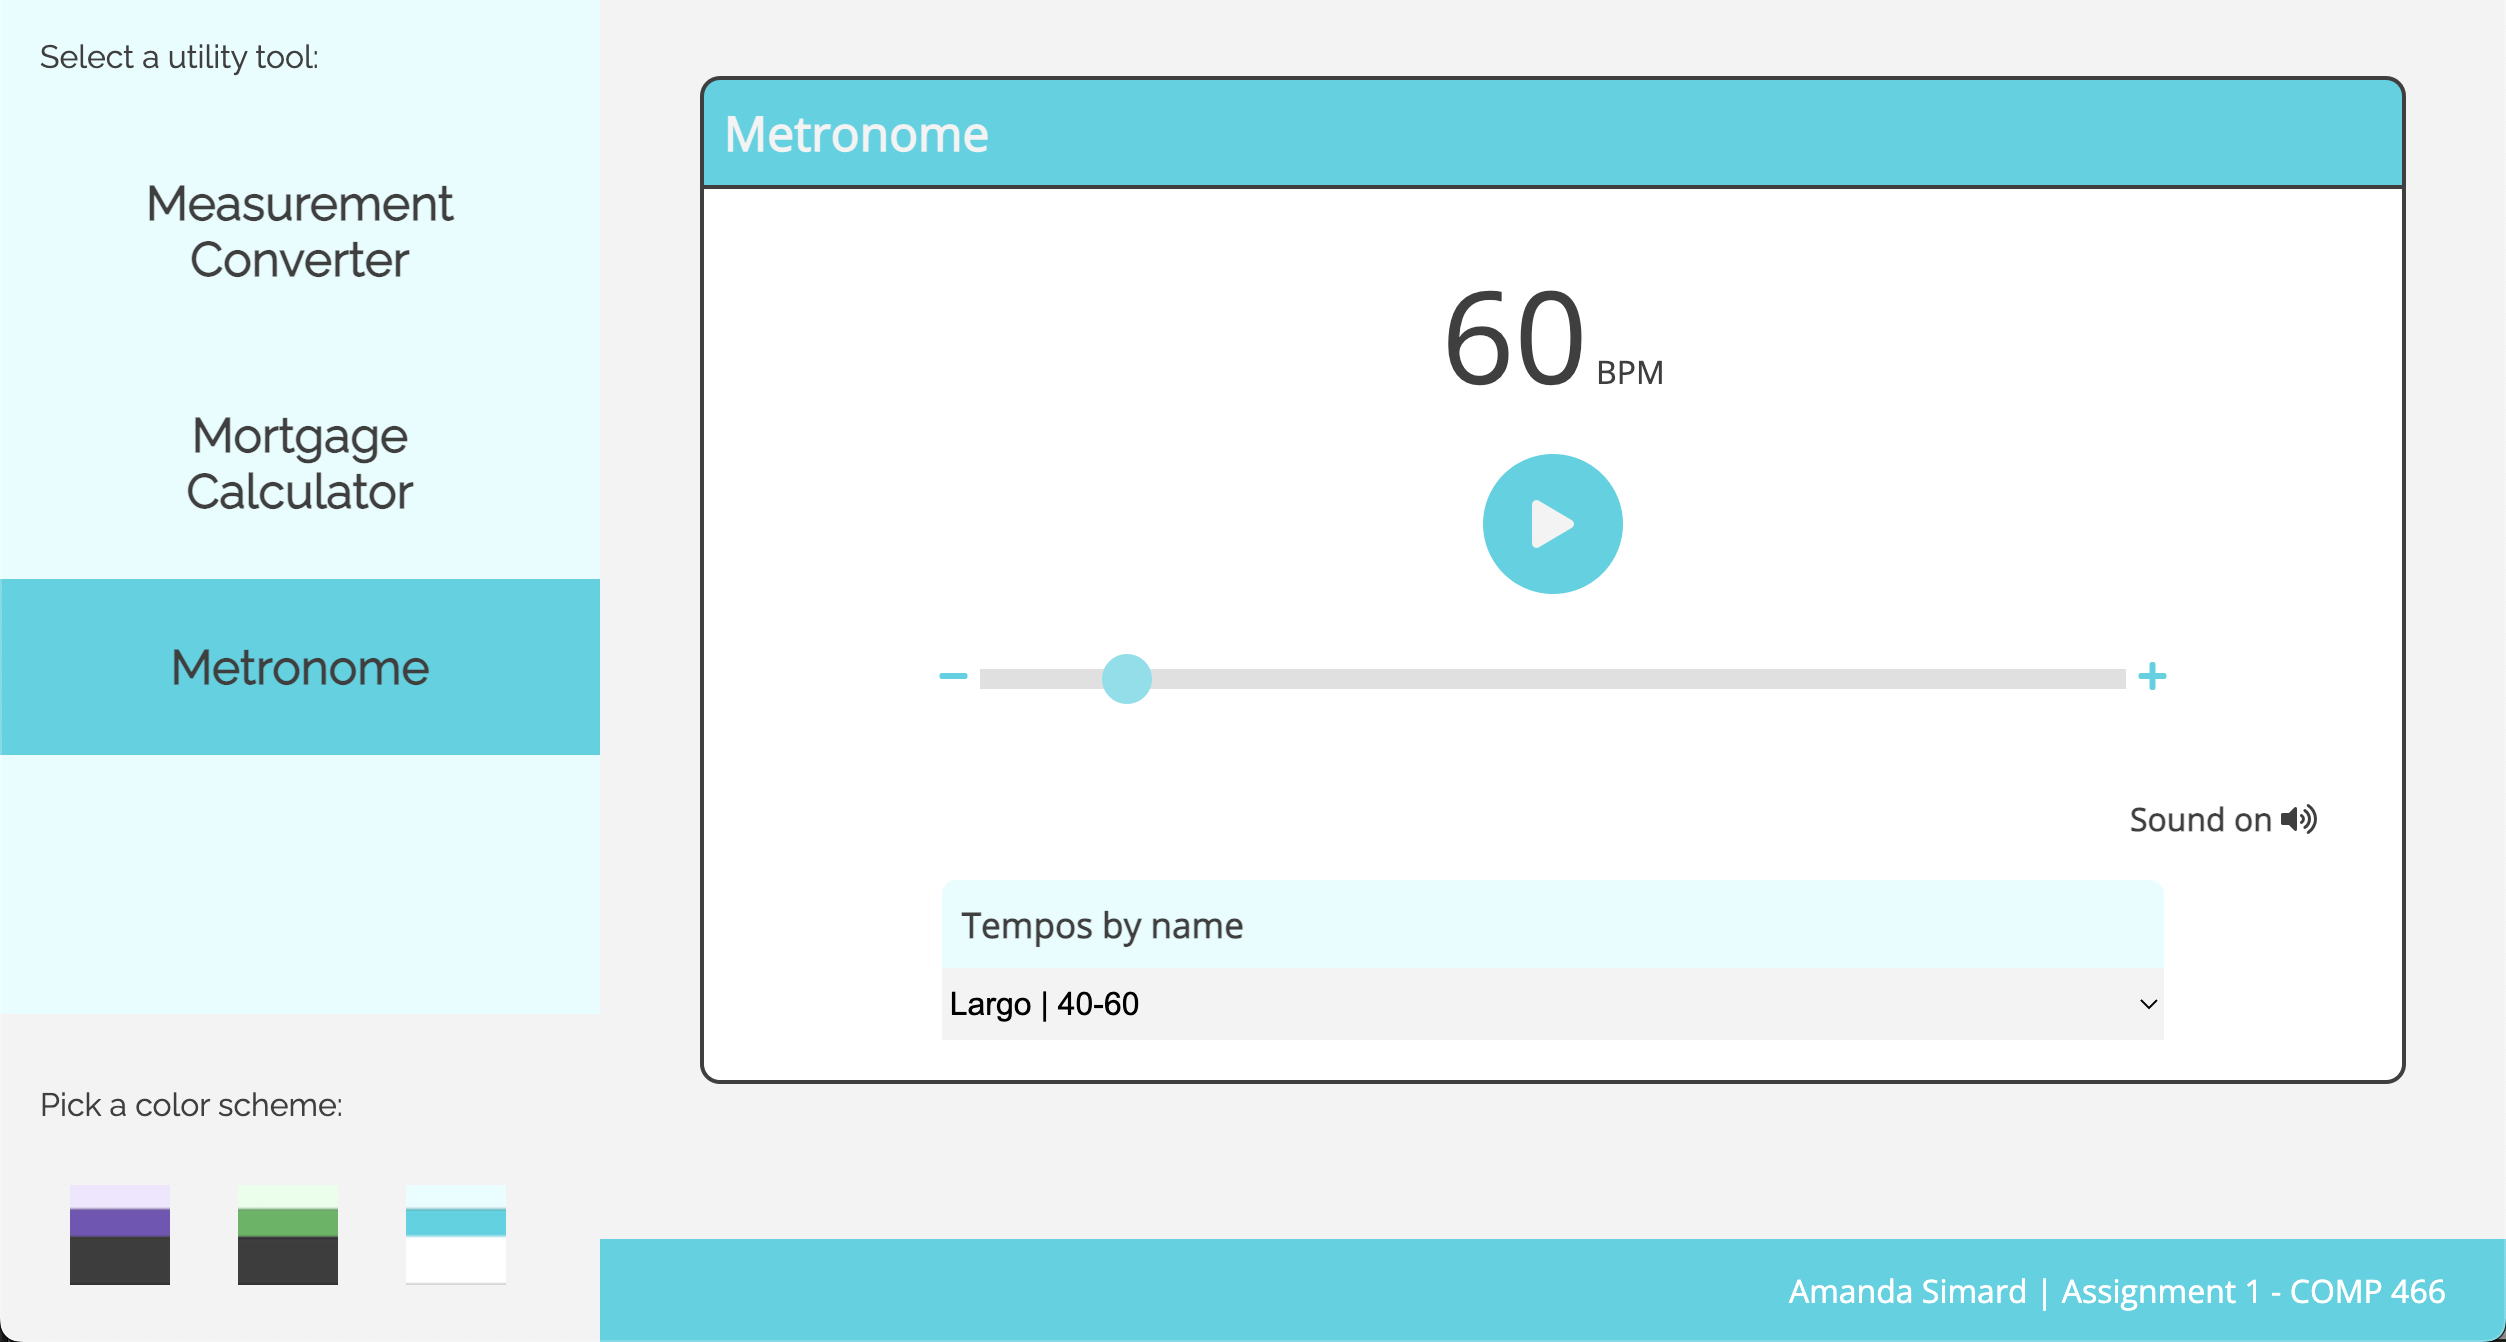 Select a utility tool:
Measurement
Converter
Mortgage
Calculator
Metronome
Pick a color scheme:
Metronome
60 BPM
Sound on
Tempos by name
Largo | 40-60
Amanda Simard | Assignment 1 - COMP 466